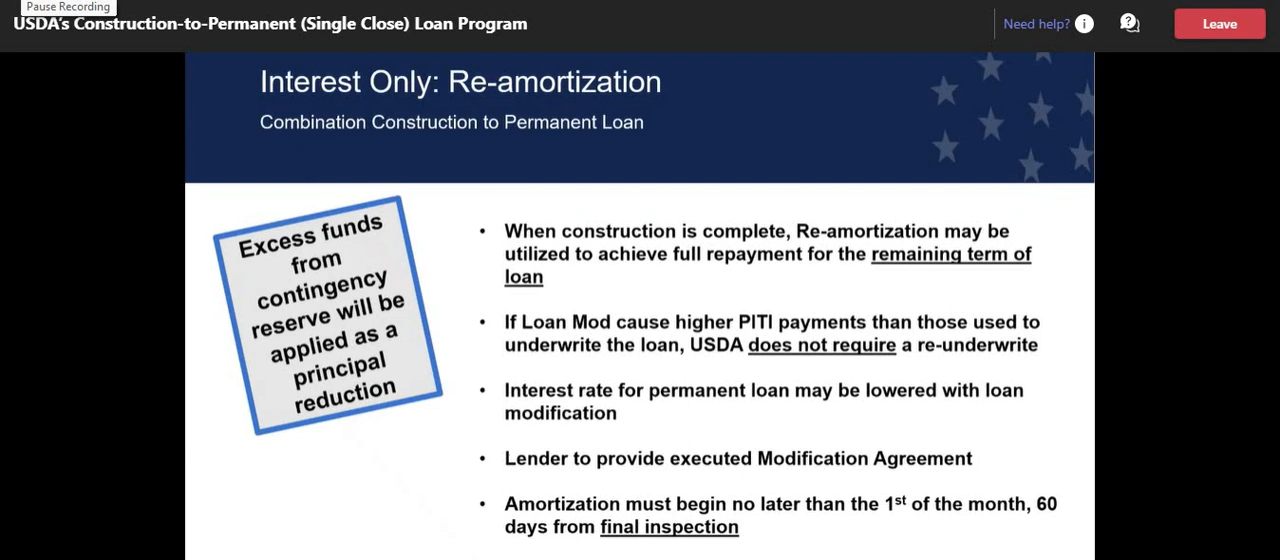 Pause Recording
USDA's Construction-to-Permanent (Single Close) Loan Program
Need help?
Leave
Interest Only: Re-amortization
Combination Construction to Permanent Loan
Excess funds
from
contingency
reserve will be
applied as a
principal
reduction
• When construction is complete, Re-amortization may be
utilized to achieve full repayment for the remaining term of
loan
• If Loan Mod cause higher PITI payments than those used to
underwrite the loan, USDA does not require a re-underwrite
• Interest rate for permanent loan may be lowered with loan
modification
• Lender to provide executed Modification Agreement
• Amortization must begin no later than the 1st of the month, 60
days from final inspection